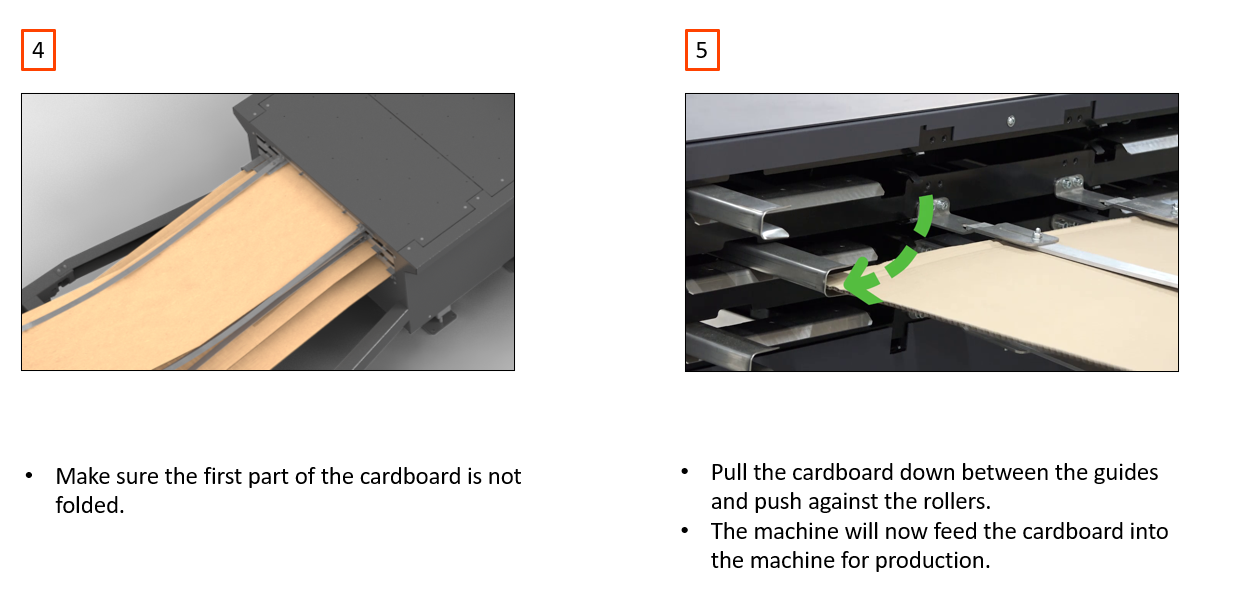 4
• Make sure the first part of the cardboard is not
folded.
5
• Pull the cardboard down between the guides
and push against the rollers.
• The machine will now feed the cardboard into
the machine for production.